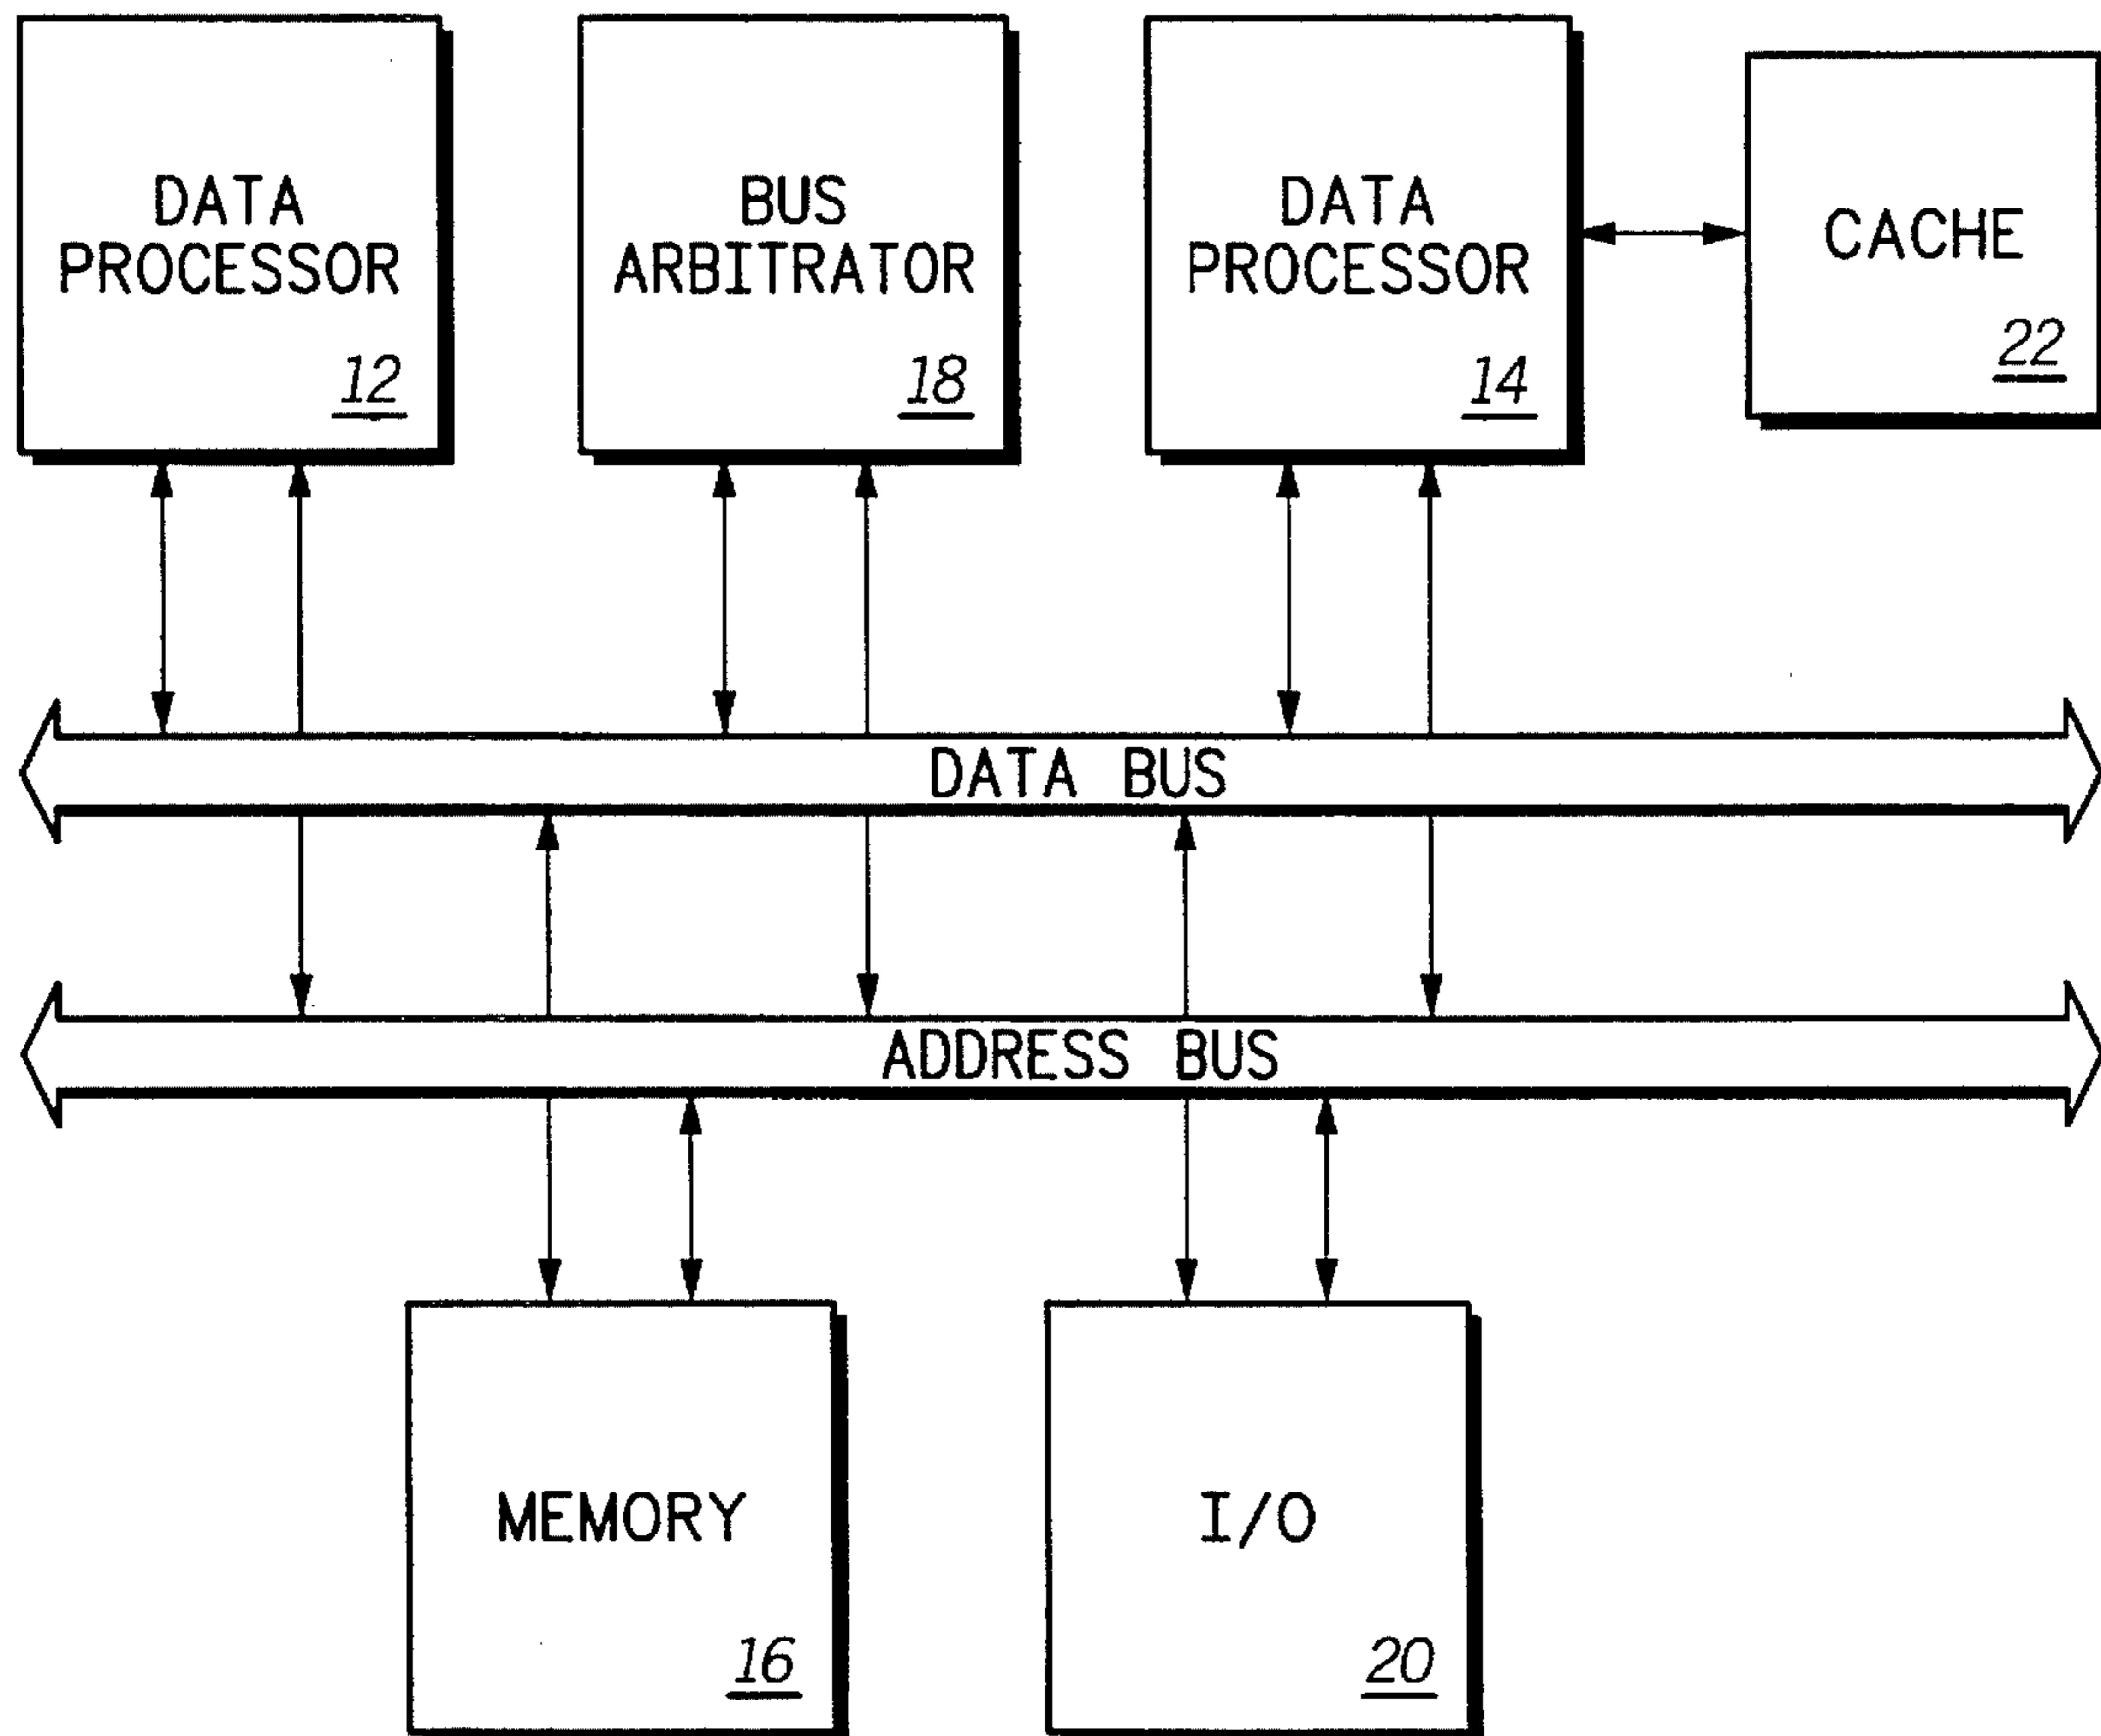 DATA
PROCESSOR
12
BUS
ARBITRATOR
18
DATA
PROCESSOR
14
CACHE
22
DATA BUS
ADDRESS BUS
MEMORY
16
I/O
20